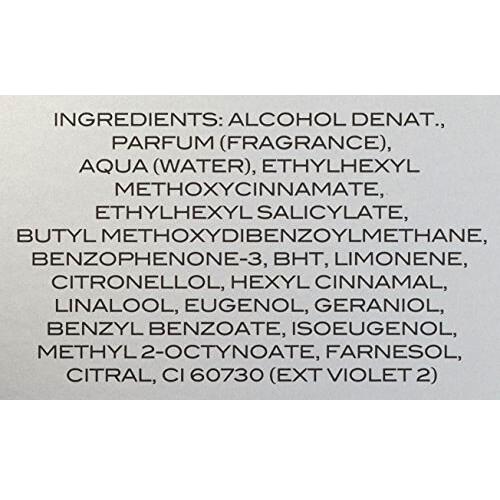 INGREDIENTS: ALCOHOL DENAT.,
PARFUM (FRAGRANCE),
AQUA (WATER), ETHYLHEXYL
METHOXYCINNAMATE,
ETHYLHEXYL SALICYLATE,
BUTYL METHOXYDIBENZOYLMETHANE,
BENZOPHENONE-3, BHT, LIMONENE,
CITRONELLOL, HEXYL CINNAMAL,
LINALOOL, EUGENOL, GERANIOL,
BENZYL BENZOATE, ISOEUGENOL,
METHYL 2-OCTYNOATE, FARNESOL,
CITRAL, CI 60730 (EXT VIOLET 2)